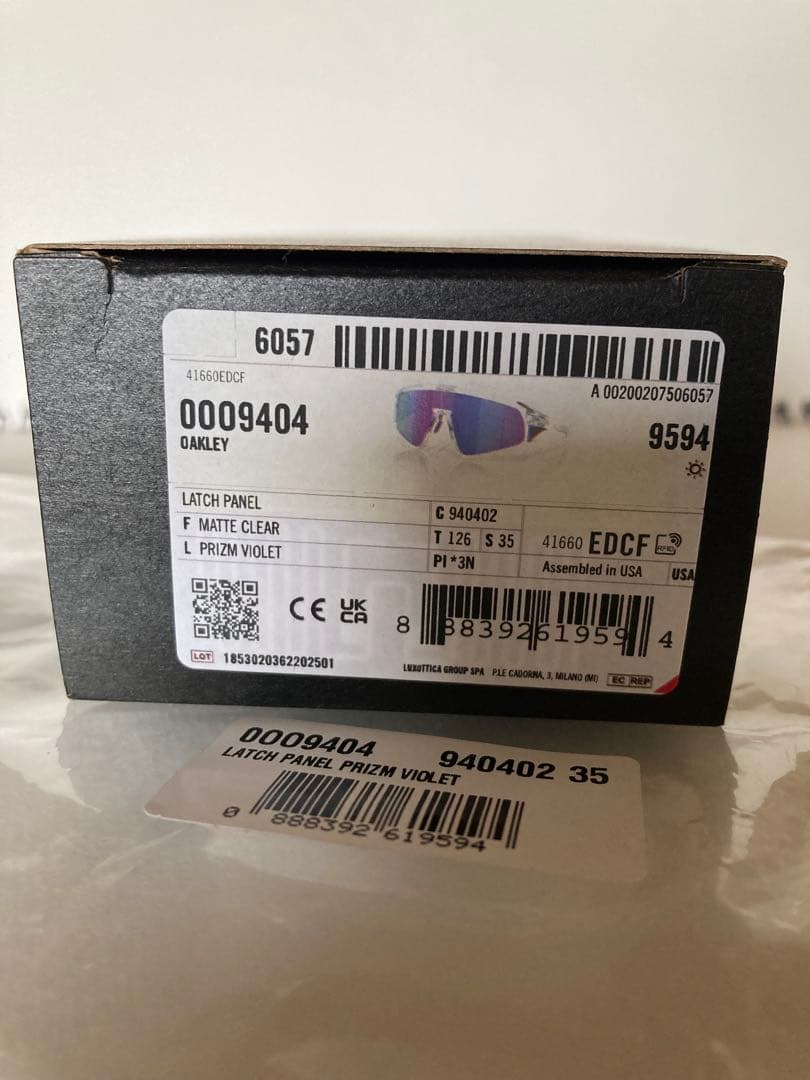 6057
41660EDCF
A 00200207506057
0009404
OAKLEY
9594
LATCH PANEL
F MATTE CLEAR
L PRIZM VIOLET
C 940402
T 126 S 35
PI *3N
41660 EDCF
RFID
Assembled in USA
USA
CE UK CA
8 8839261959 4
LOT 1853020362202501
LUXOTTICA GROUP SPA P.LE CADORNA, 3, MILANO (MI) EC REP
0009404 940402 35
LATCH PANEL PRIZM VIOLET
0 888392 619594